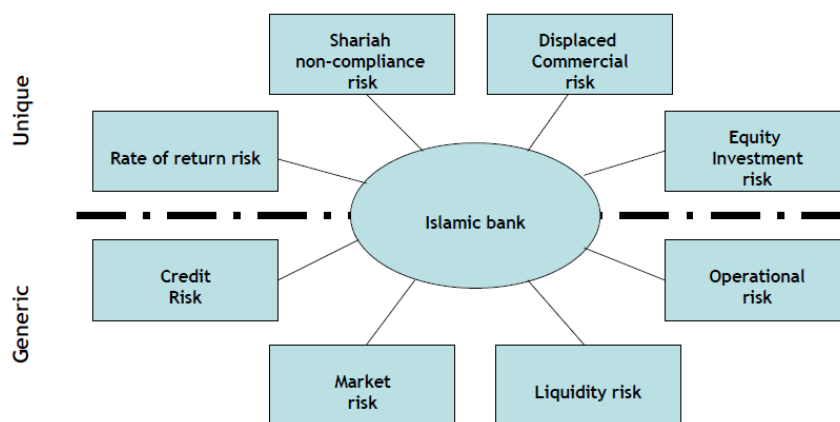 Unique
Shariah
non-compliance
risk
Displaced
Commercial
risk
Rate of return risk
Equity
Investment
risk
Islamic bank
Generic
Credit
Risk
Operational
risk
Market
risk
Liquidity risk